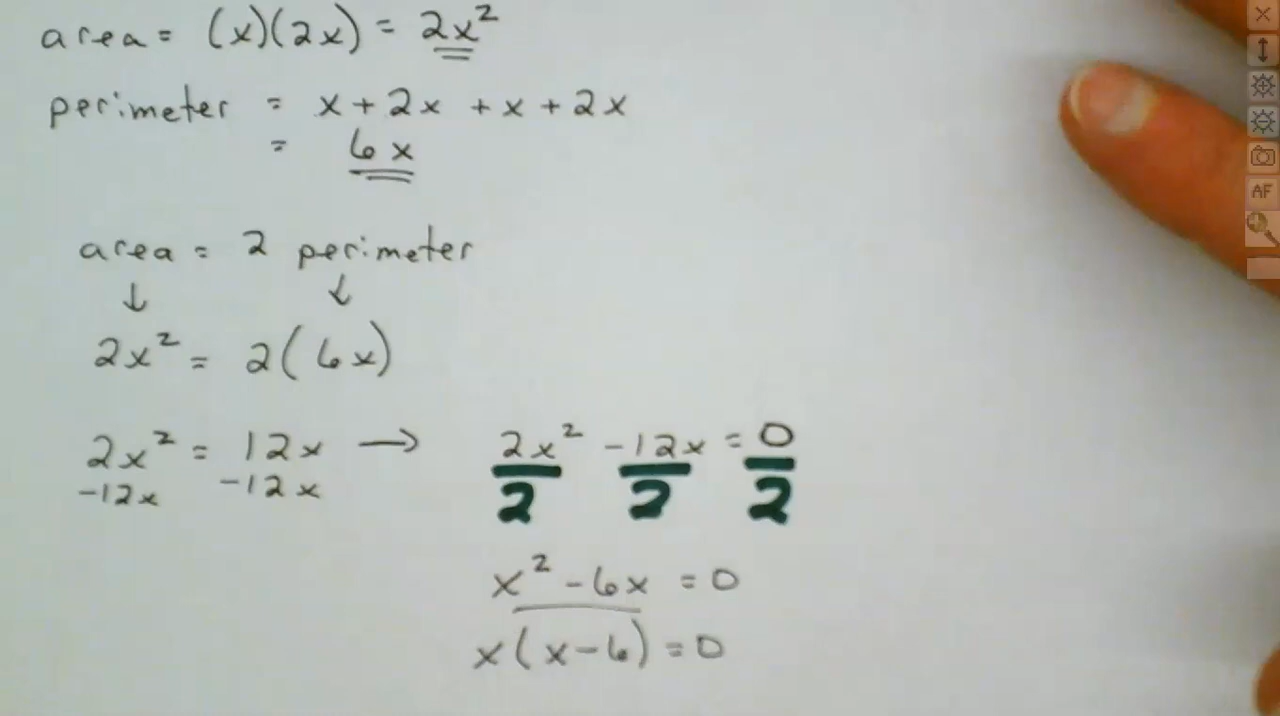 area = (x)(2x) = 2x²
perimeter = x + 2x + x + 2x
= 6x
area = 2 perimeter
↓ ↓
2x² = 2(6x)
2x² = 12x → 2x² - 12x = 0
-12x -12x 2 2 2
x² - 6x = 0
x(x - 6) = 0
AF